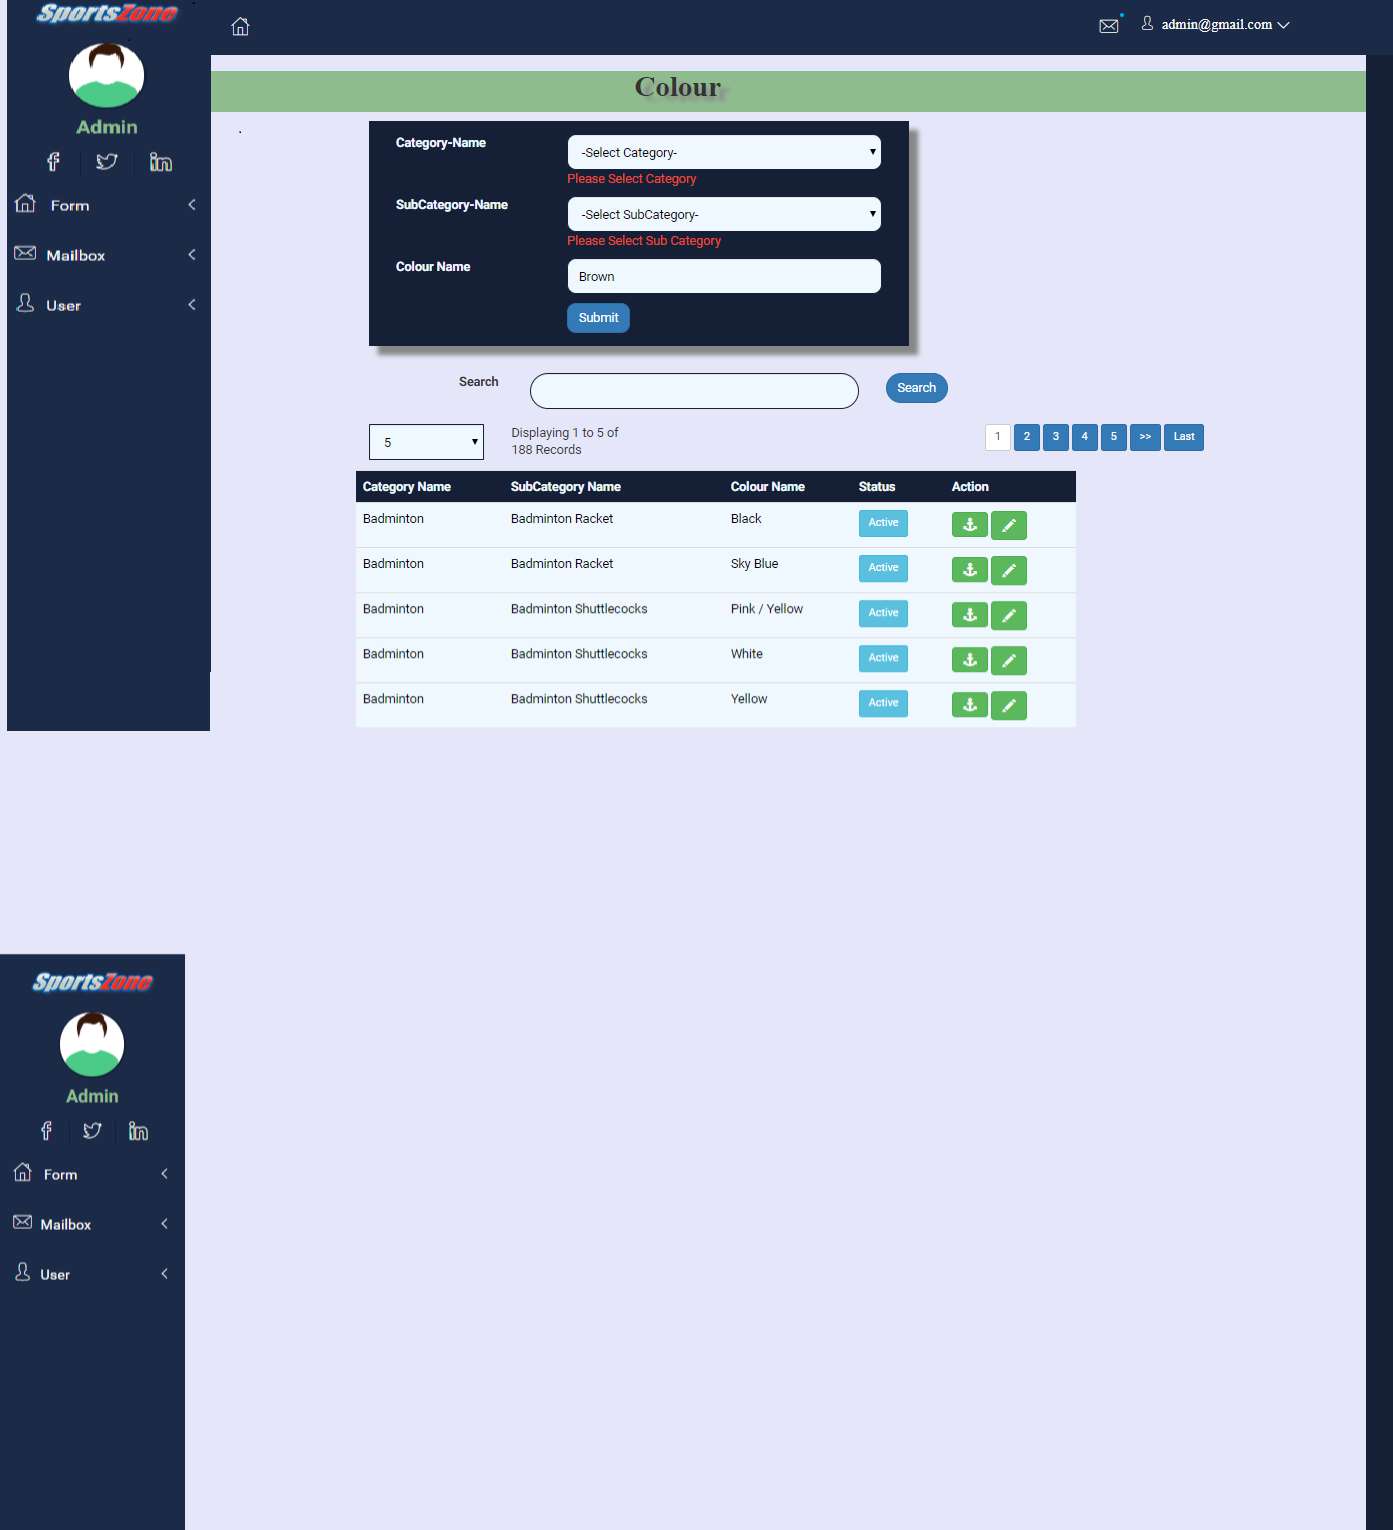 SportsZone
admin@gmail.com
Admin
Form
Mailbox
User
Colour
Category-Name
-Select Category-
Please Select Category
SubCategory-Name
-Select SubCategory-
Please Select Sub Category
Colour Name
Brown
Submit
Search
Search
5
Displaying 1 to 5 of
188 Records
1 2 3 4 5 >> Last
Category Name SubCategory Name Colour Name Status Action
Badminton Badminton Racket Black Active
Badminton Badminton Racket Sky Blue Active
Badminton Badminton Shuttlecocks Pink / Yellow Active
Badminton Badminton Shuttlecocks White Active
Badminton Badminton Shuttlecocks Yellow Active
SportsZone
Admin
Form
Mailbox
User